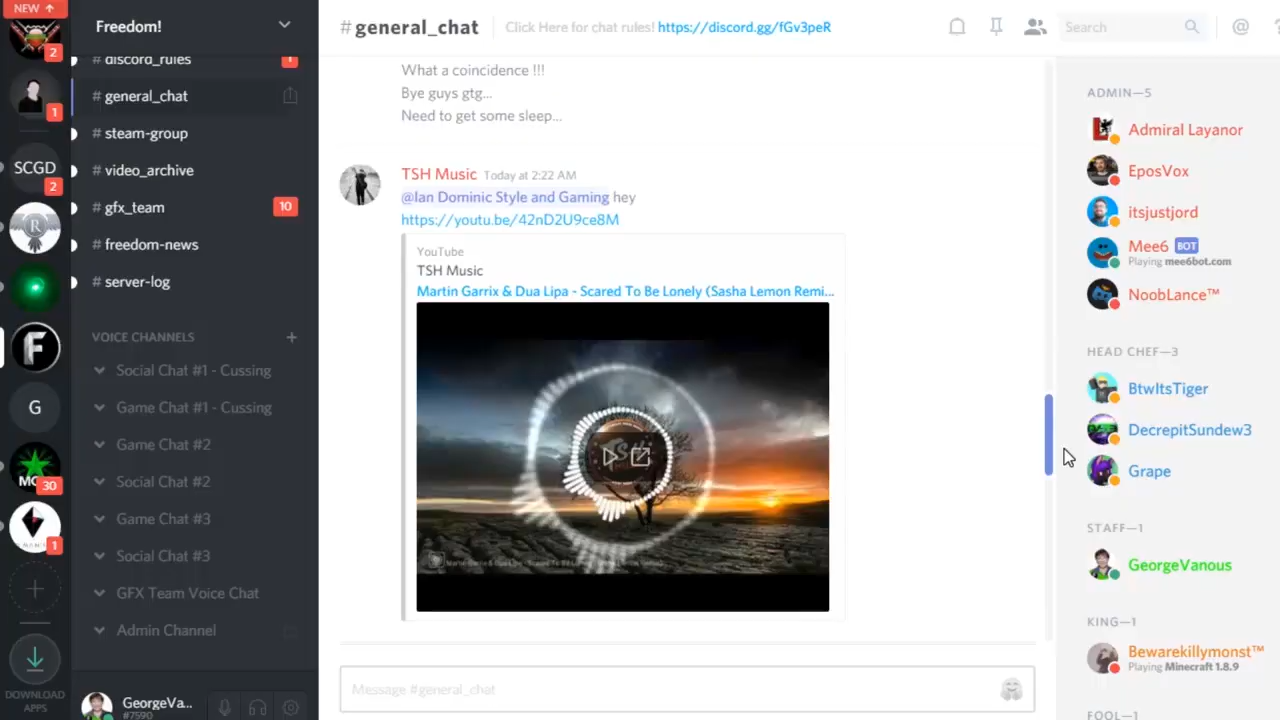 NEW ↑
2
1
SCGD
2
R
F
G
MC
30
1
DOWNLOAD
APPS
Freedom!
# discord_rules
1
# general_chat
# steam-group
# video_archive
# gfx_team
10
# freedom-news
# server-log
VOICE CHANNELS
Social Chat #1 - Cussing
Game Chat #1 - Cussing
Game Chat #2
Social Chat #2
Game Chat #3
Social Chat #3
GFX Team Voice Chat
Admin Channel
GeorgeVa...
#7590
#general_chat
Click Here for chat rules! https://discord.gg/fGv3peR
Search
@
What a coincidence !!!
Bye guys gtg...
Need to get some sleep...
TSH Music Today at 2:22 AM
@Ian Dominic Style and Gaming hey
https://youtu.be/42nD2U9ce8M
YouTube
TSH Music
Martin Garrix & Dua Lipa - Scared To Be Lonely (Sasha Lemon Remi...
Message #general_chat
ADMIN—5
Admiral Layanor
EposVox
itsjustjord
Mee6 BOT
Playing mee6bot.com
NoobLance™
HEAD CHEF—3
BtwItsTiger
DecrepitSundew3
Grape
STAFF—1
GeorgeVanous
KING—1
Bewarekillymonst™
Playing Minecraft 1.8.9
FOOL—1